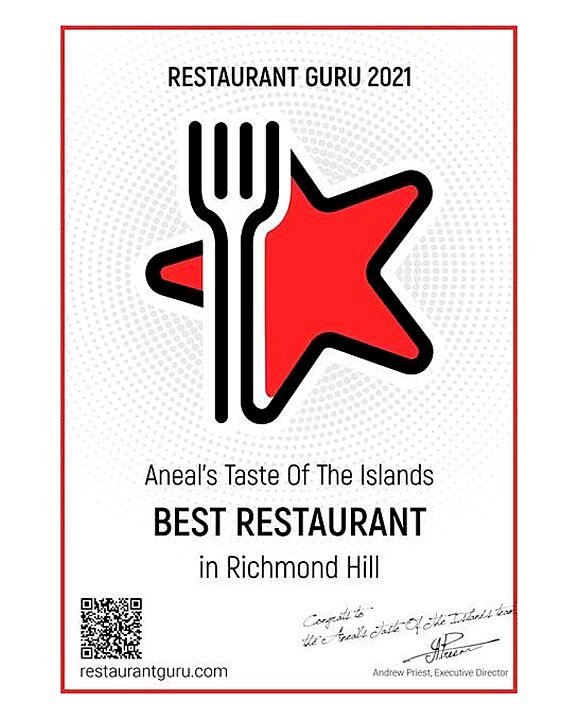 RESTAURANT GURU 2021
Aneal's Taste Of The Islands
BEST RESTAURANT
in Richmond Hill
Congrats to
the Aneal's Taste Of The Islands team
restaurantguru.com
Andrew Priest, Executive Director